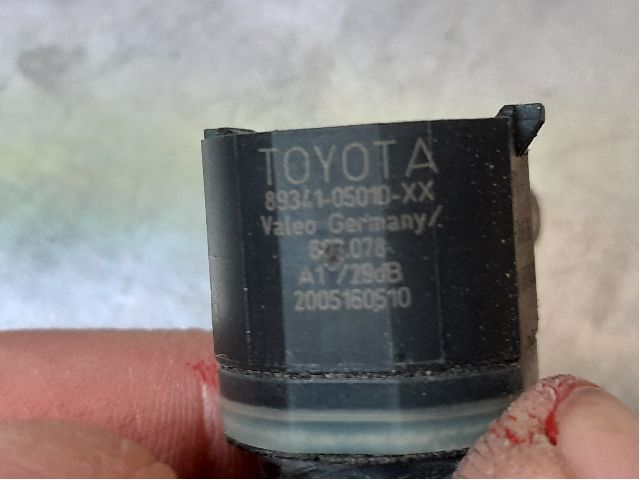 TOYOTA
89341-05010-XX
Valeo Germany/
.078
A1 /29dB
2005160510